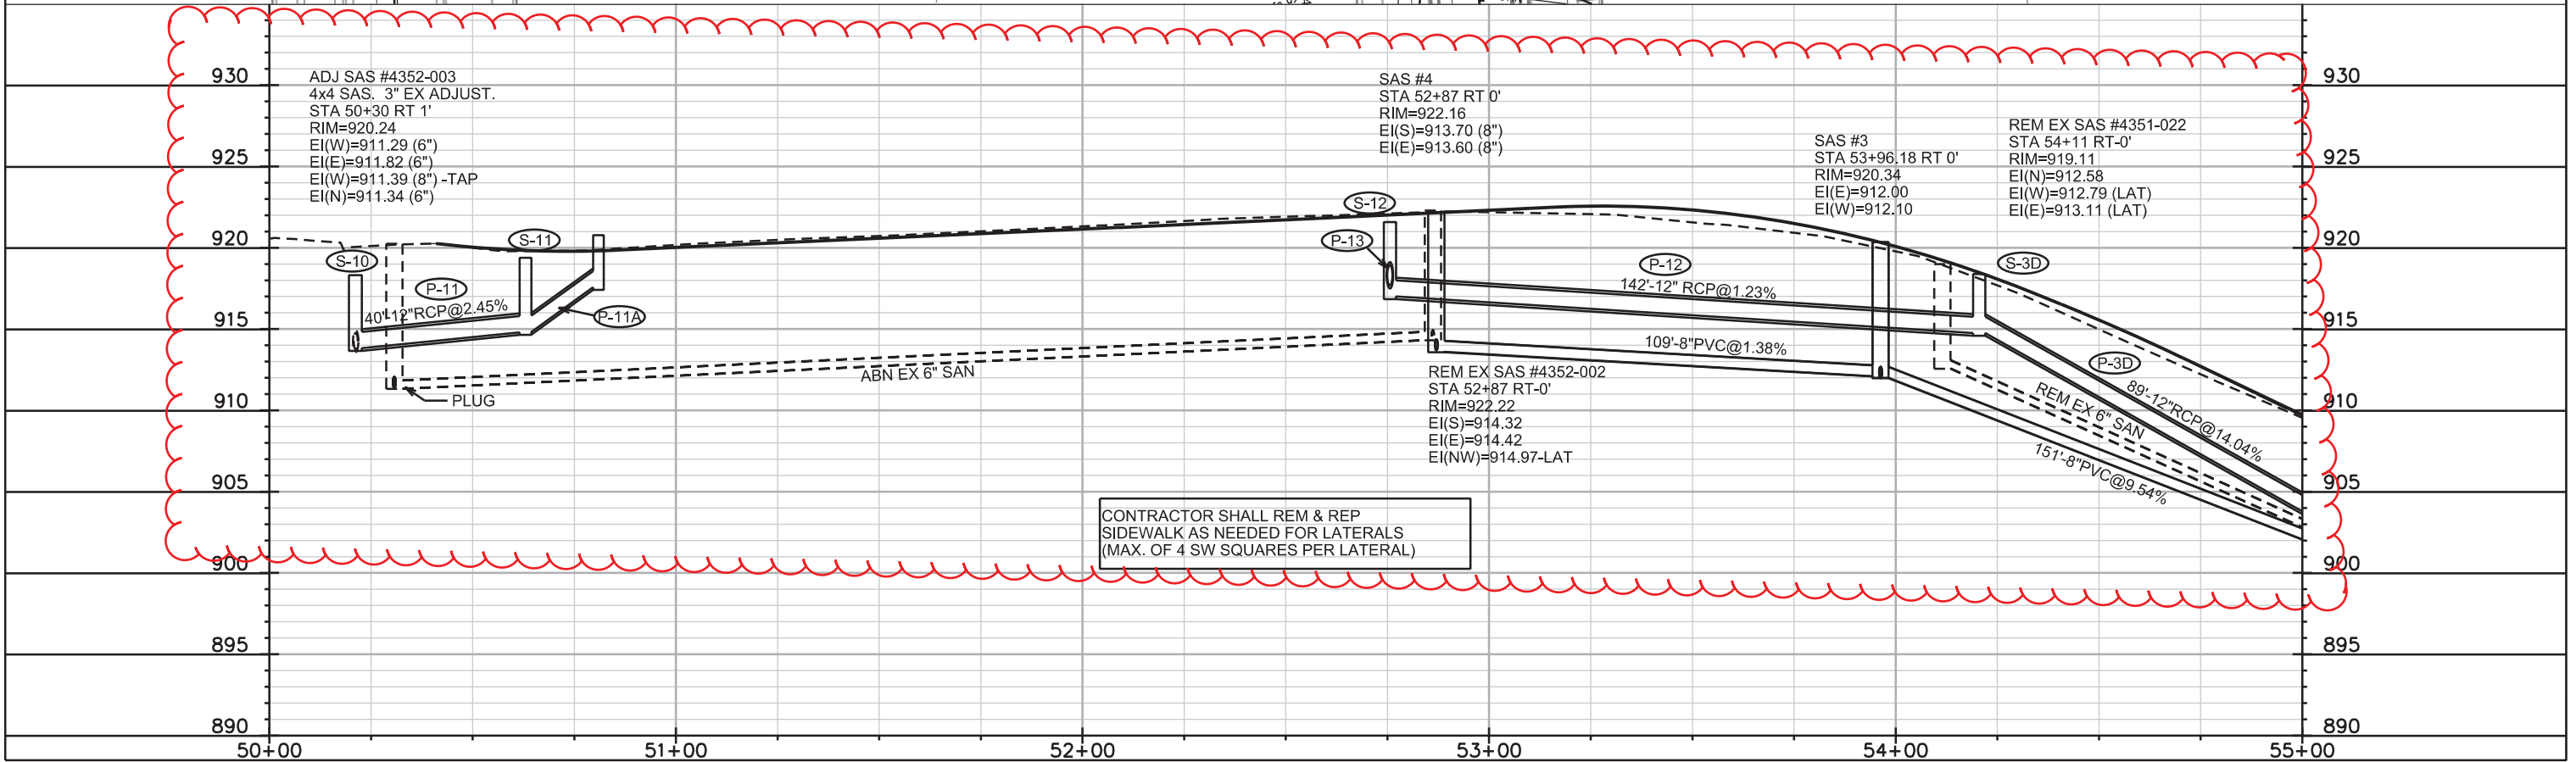 930
925
920
915
910
905
900
895
890
ADJ SAS #4352-003
4x4 SAS. 3" EX ADJUST.
STA 50+30 RT 1'
RIM=920.24
EI(W)=911.29 (6")
EI(E)=911.82 (6")
EI(W)=911.39 (8") -TAP
EI(N)=911.34 (6")
S-10
P-11
40'-12"RCP@2.45%
S-11
P-11A
PLUG
ABN EX 6" SAN
SAS #4
STA 52+87 RT 0'
RIM=922.16
EI(S)=913.70 (8")
EI(E)=913.60 (8")
S-12
P-13
P-12
142'-12" RCP@1.23%
109'-8"PVC@1.38%
REM EX SAS #4352-002
STA 52+87 RT-0'
RIM=922.22
EI(S)=914.32
EI(E)=914.42
EI(NW)=914.97-LAT
CONTRACTOR SHALL REM & REP
SIDEWALK AS NEEDED FOR LATERALS
(MAX. OF 4 SW SQUARES PER LATERAL)
SAS #3
STA 53+96.18 RT 0'
RIM=920.34
EI(E)=912.00
EI(W)=912.10
REM EX SAS #4351-022
STA 54+11 RT-0'
RIM=919.11
EI(N)=912.58
EI(W)=912.79 (LAT)
EI(E)=913.11 (LAT)
S-3D
P-3D
89'-12"RCP@14.04%
REM EX 6" SAN
151'-8"PVC@9.54%
930
925
920
915
910
905
900
895
890
50+00
51+00
52+00
53+00
54+00
55+00